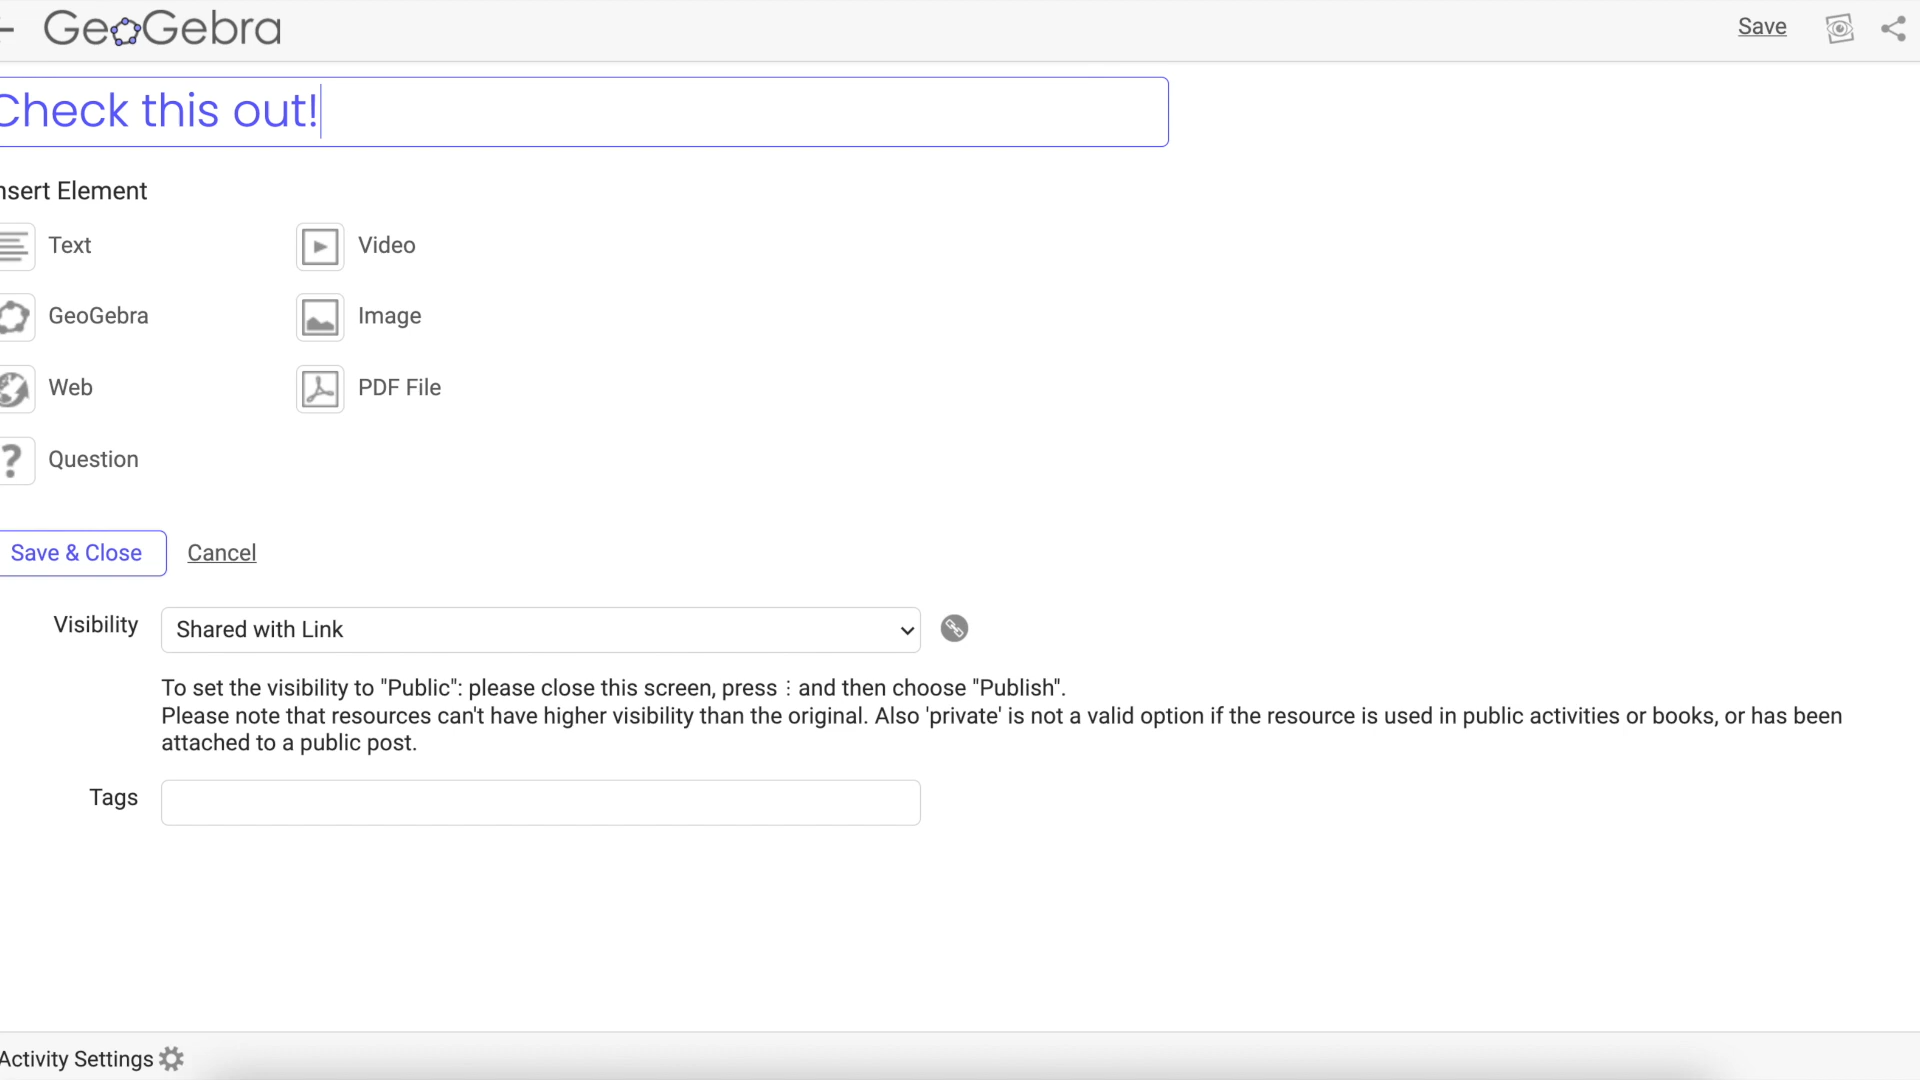 GeoGebra
Save
Check this out!
nsert Element
Text
Video
GeoGebra
Image
Web
PDF File
Question
Save & Close
Cancel
Visibility
Shared with Link
To set the visibility to "Public": please close this screen, press ⋮ and then choose "Publish".
Please note that resources can't have higher visibility than the original. Also 'private' is not a valid option if the resource is used in public activities or books, or has been
attached to a public post.
Tags
Activity Settings